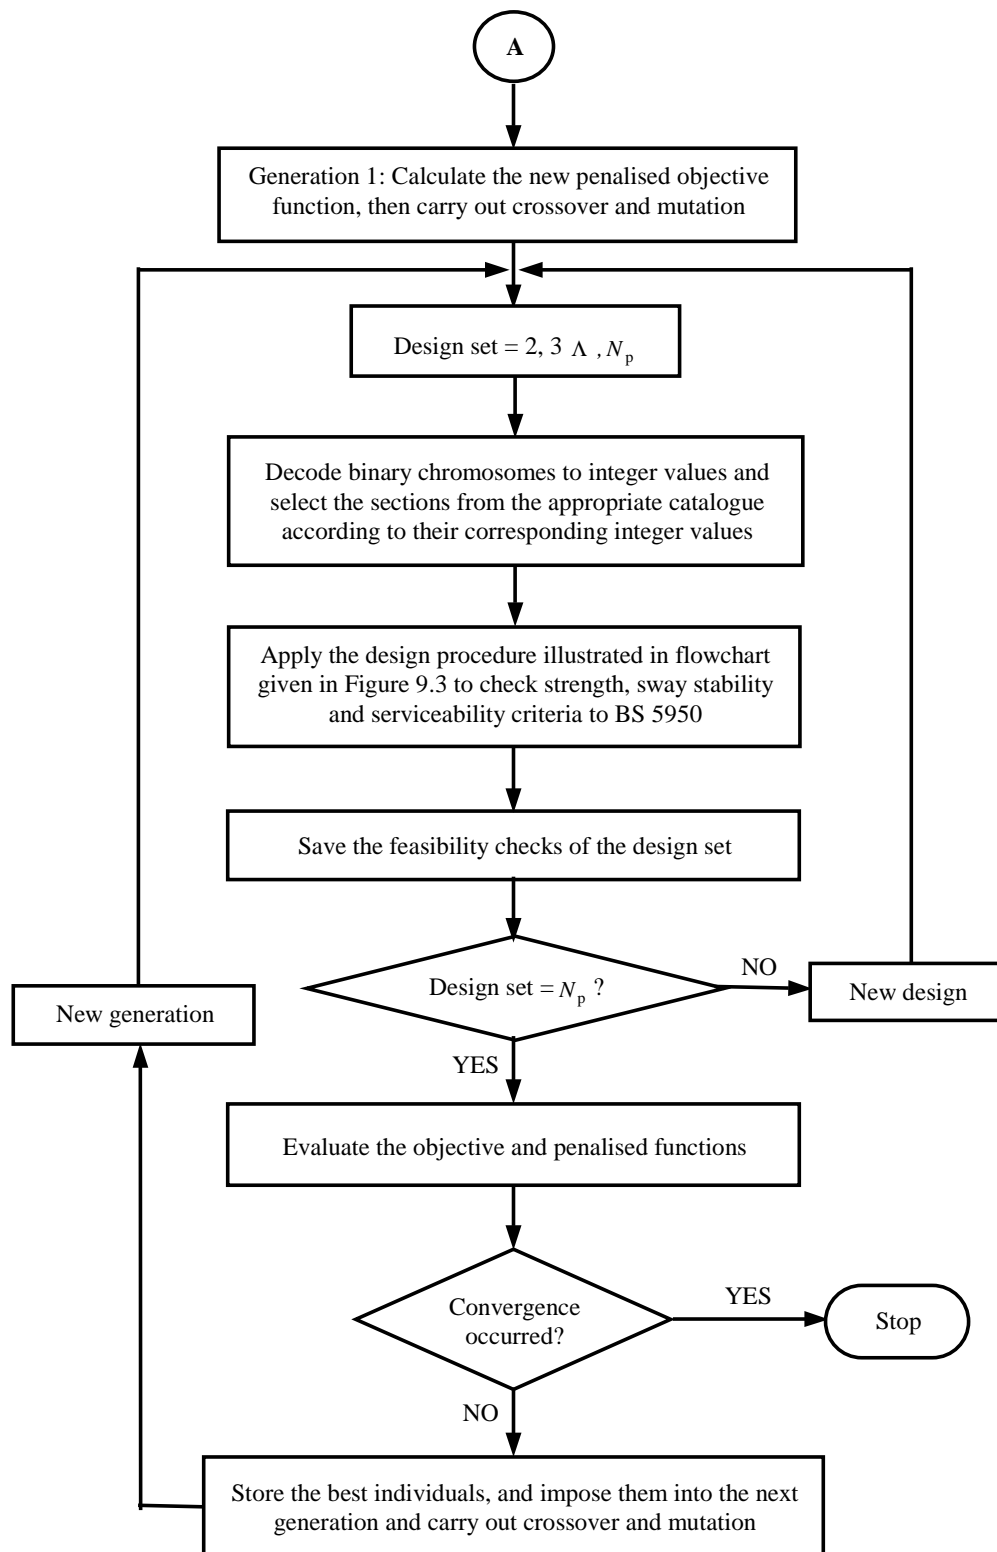 A
Generation 1: Calculate the new penalised objective
function, then carry out crossover and mutation
Design set = 2, 3 Λ , Np
Decode binary chromosomes to integer values and
select the sections from the appropriate catalogue
according to their corresponding integer values
Apply the design procedure illustrated in flowchart
given in Figure 9.3 to check strength, sway stability
and serviceability criteria to BS 5950
Save the feasibility checks of the design set
Design set = Np ?
NO
New design
New generation
YES
Evaluate the objective and penalised functions
Convergence
occurred?
YES
Stop
NO
Store the best individuals, and impose them into the next
generation and carry out crossover and mutation